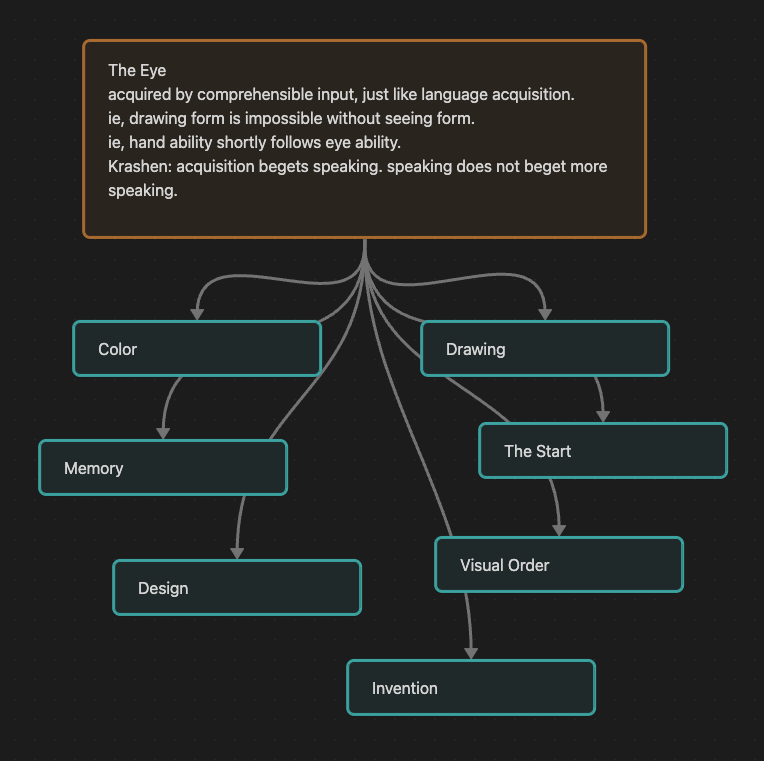 The Eye
acquired by comprehensible input, just like language acquisition.
ie, drawing form is impossible without seeing form.
ie, hand ability shortly follows eye ability.
Krashen: acquisition begets speaking. speaking does not beget more
speaking.
Color
Drawing
The Start
Memory
Visual Order
Design
Invention